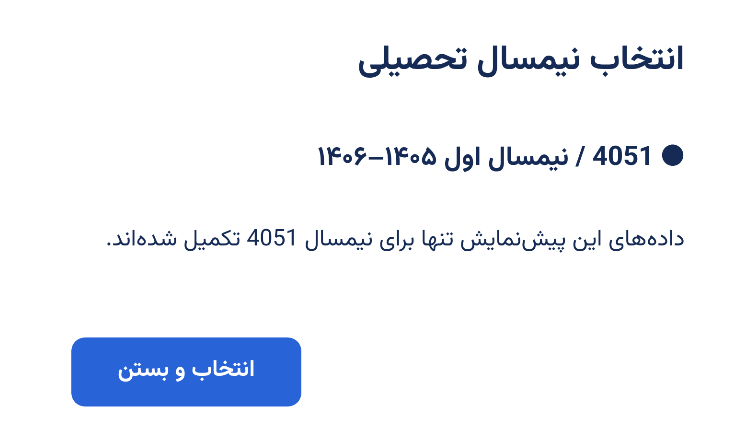 انتخاب نیمسال تحصیلی
● 4051 / نیمسال اول ۱۴۰۵–۱۴۰۶
داده‌های این پیش‌نمایش تنها برای نیمسال 4051 تکمیل شده‌اند.
انتخاب و بستن